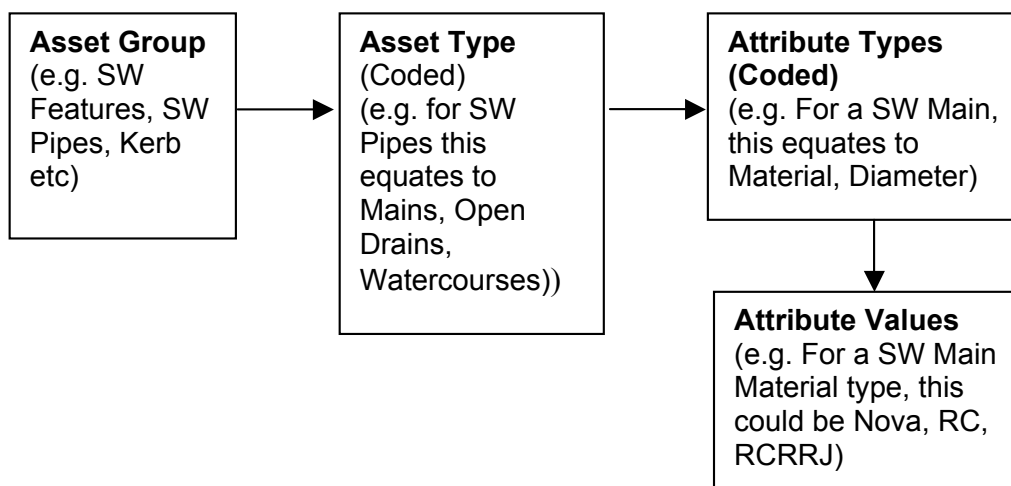 Asset Group
(e.g. SW
Features, SW
Pipes, Kerb
etc)
Asset Type
(Coded)
(e.g. for SW
Pipes this
equates to
Mains, Open
Drains,
Watercourses))
Attribute Types
(Coded)
(e.g. For a SW Main,
this equates to
Material, Diameter)
Attribute Values
(e.g. For a SW Main
Material type, this
could be Nova, RC,
RCRRJ)